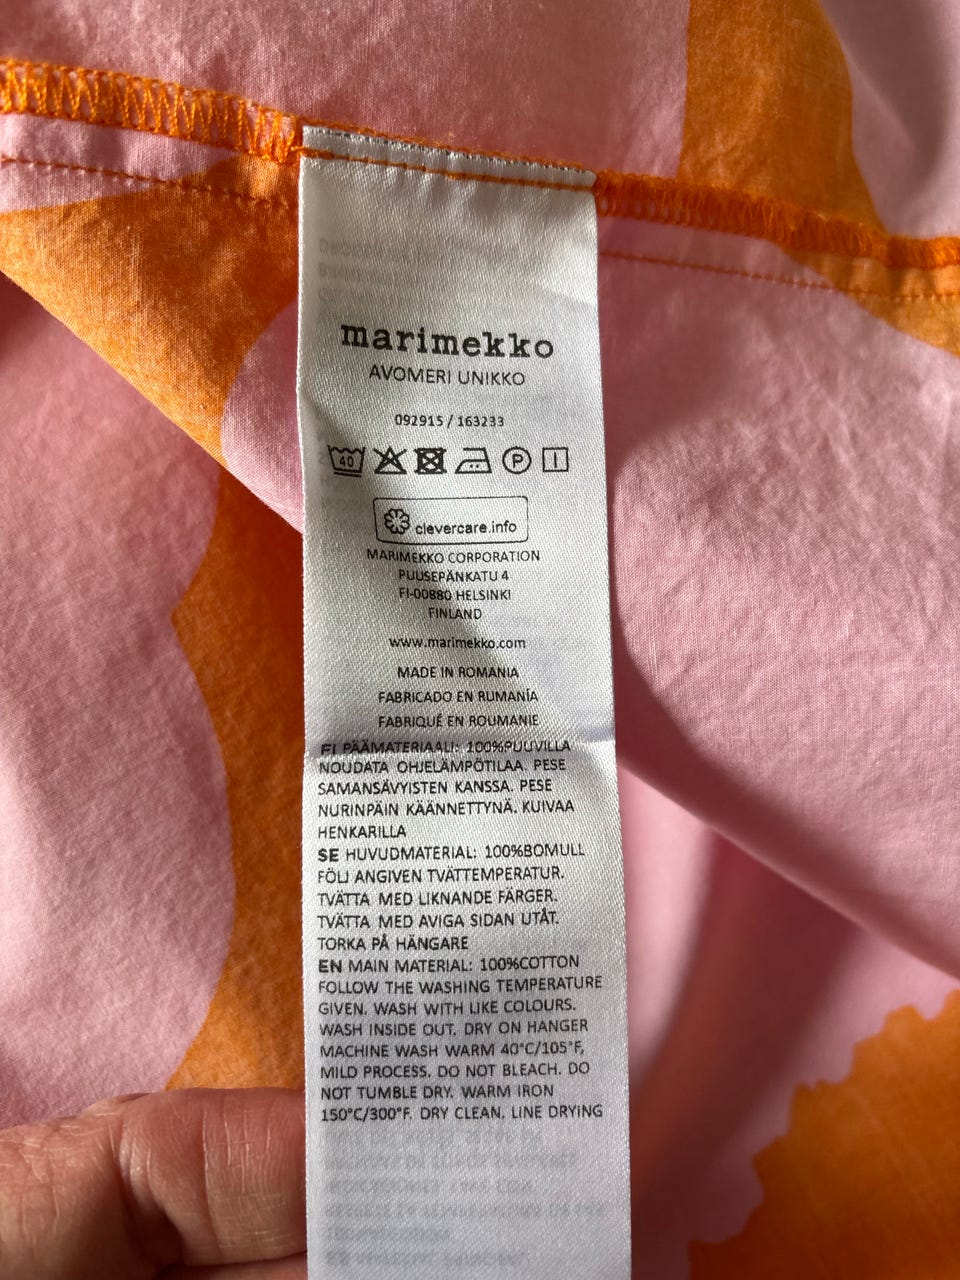 marimekko
AVOMERI UNIKKO
092915 / 163233
40 P
clevercare.info
MARIMEKKO CORPORATION
PUUSEPÄNKATU 4
FI-00880 HELSINKI
FINLAND
www.marimekko.com
MADE IN ROMANIA
FABRICADO EN RUMANÍA
FABRIQUÉ EN ROUMANIE
FI PÄÄMATERIAALI: 100%PUUVILLA
NOUDATA OHJELÄMPÖTILAA. PESE
SAMANSÄVYISTEN KANSSA. PESE
NURINPÄIN KÄÄNNETTYNÄ. KUIVAA
HENKARILLA
SE HUVUDMATERIAL: 100%BOMULL
FÖLJ ANGIVEN TVÄTTEMPERATUR.
TVÄTTA MED LIKNANDE FÄRGER.
TVÄTTA MED AVIGA SIDAN UTÅT.
TORKA PÅ HÄNGARE
EN MAIN MATERIAL: 100%COTTON
FOLLOW THE WASHING TEMPERATURE
GIVEN. WASH WITH LIKE COLOURS.
WASH INSIDE OUT. DRY ON HANGER
MACHINE WASH WARM 40°C/105°F,
MILD PROCESS. DO NOT BLEACH. DO
NOT TUMBLE DRY. WARM IRON
150°C/300°F. DRY CLEAN. LINE DRYING